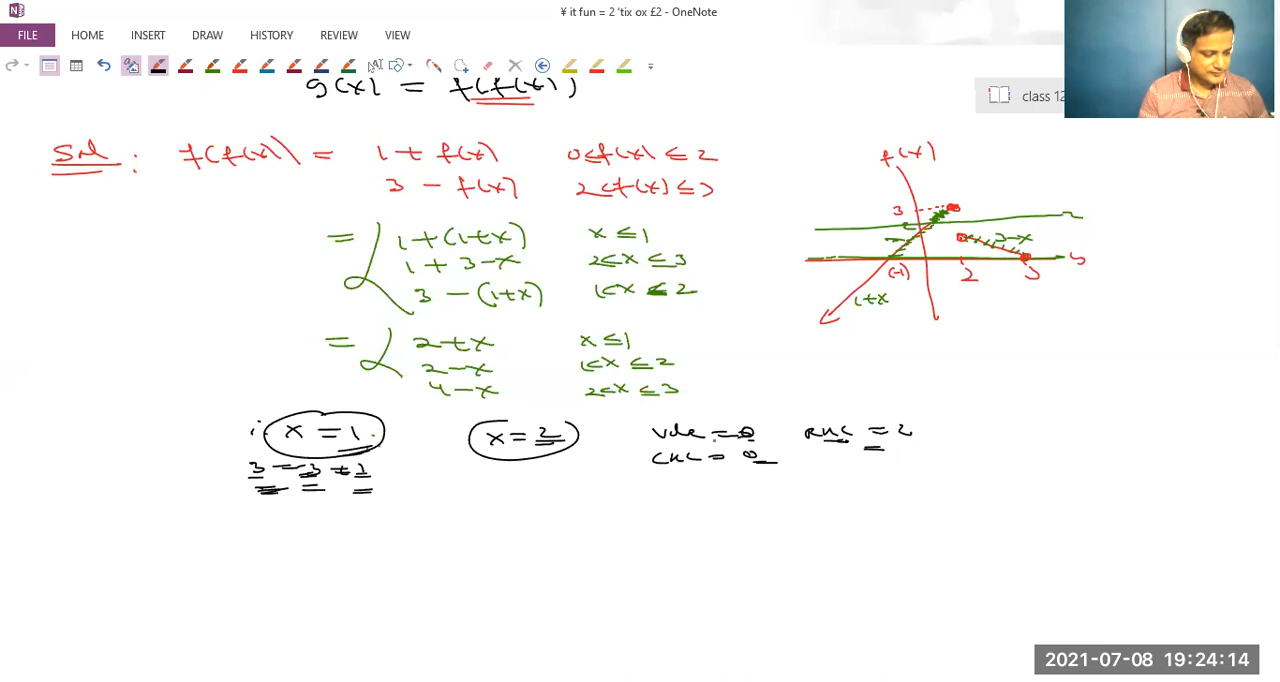 ¥ it fun = 2 'tix ox £2 - OneNote
FILE HOME INSERT DRAW HISTORY REVIEW VIEW
g(x) = f(f(x))
class 12
Sol : f(f(x)) = 1 + f(x) 0≤f(x) ≤ 2
3 - f(x) 2<f(x) ≤ 3
= 1+(1+x) x ≤ 1
1 + 3-x 2≤x ≤ 3
3 - (1+x) 1<x ≤ 2
= 2+x x ≤ 1
2-x 1<x ≤ 2
4-x 2<x ≤ 3
x = 1 x = 2 Vde = 0 RHL = 2
3 = 3 ≠ 1 LHL = 0
f(x)
3
3-x
(-1) 2 3
1+x
2021-07-08 19:24:14